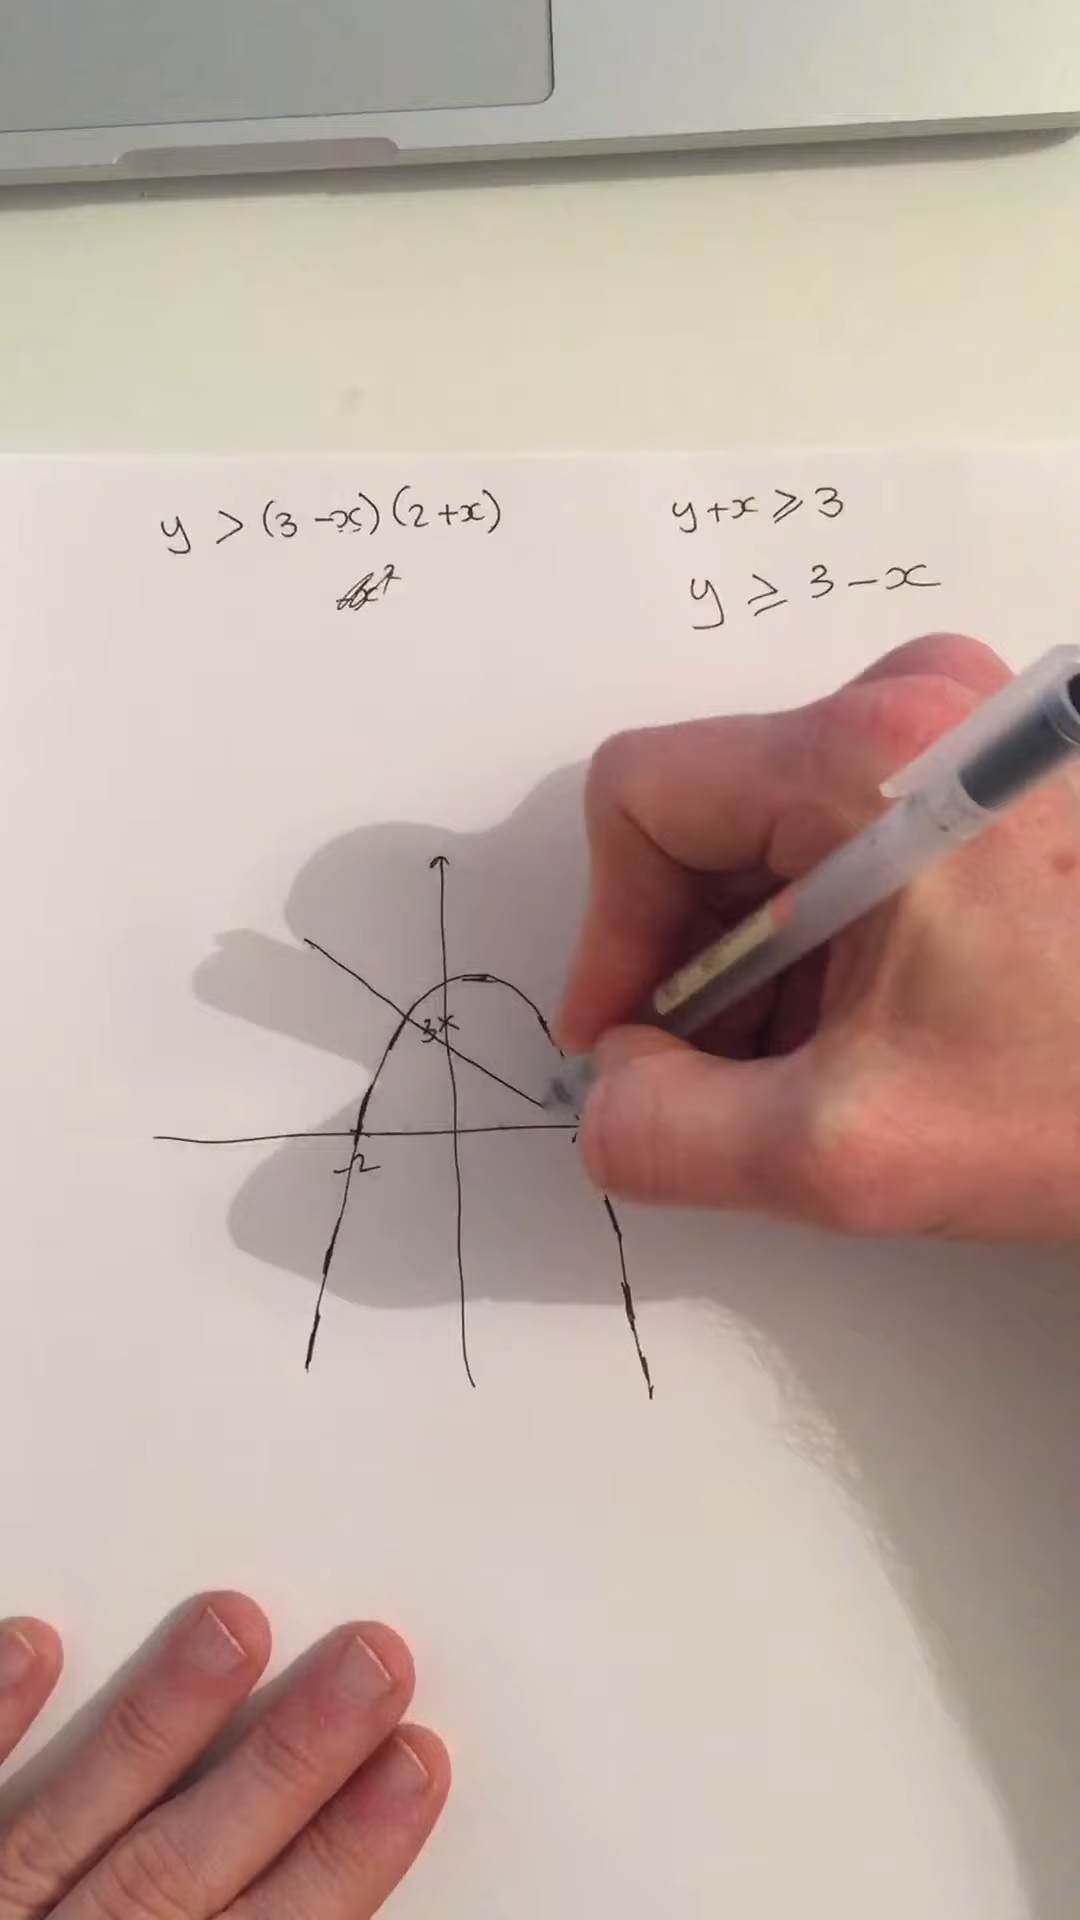 y > (3 -x) (2 +x)
y +x ⩾ 3
y ⩾ 3 - x
3
-2